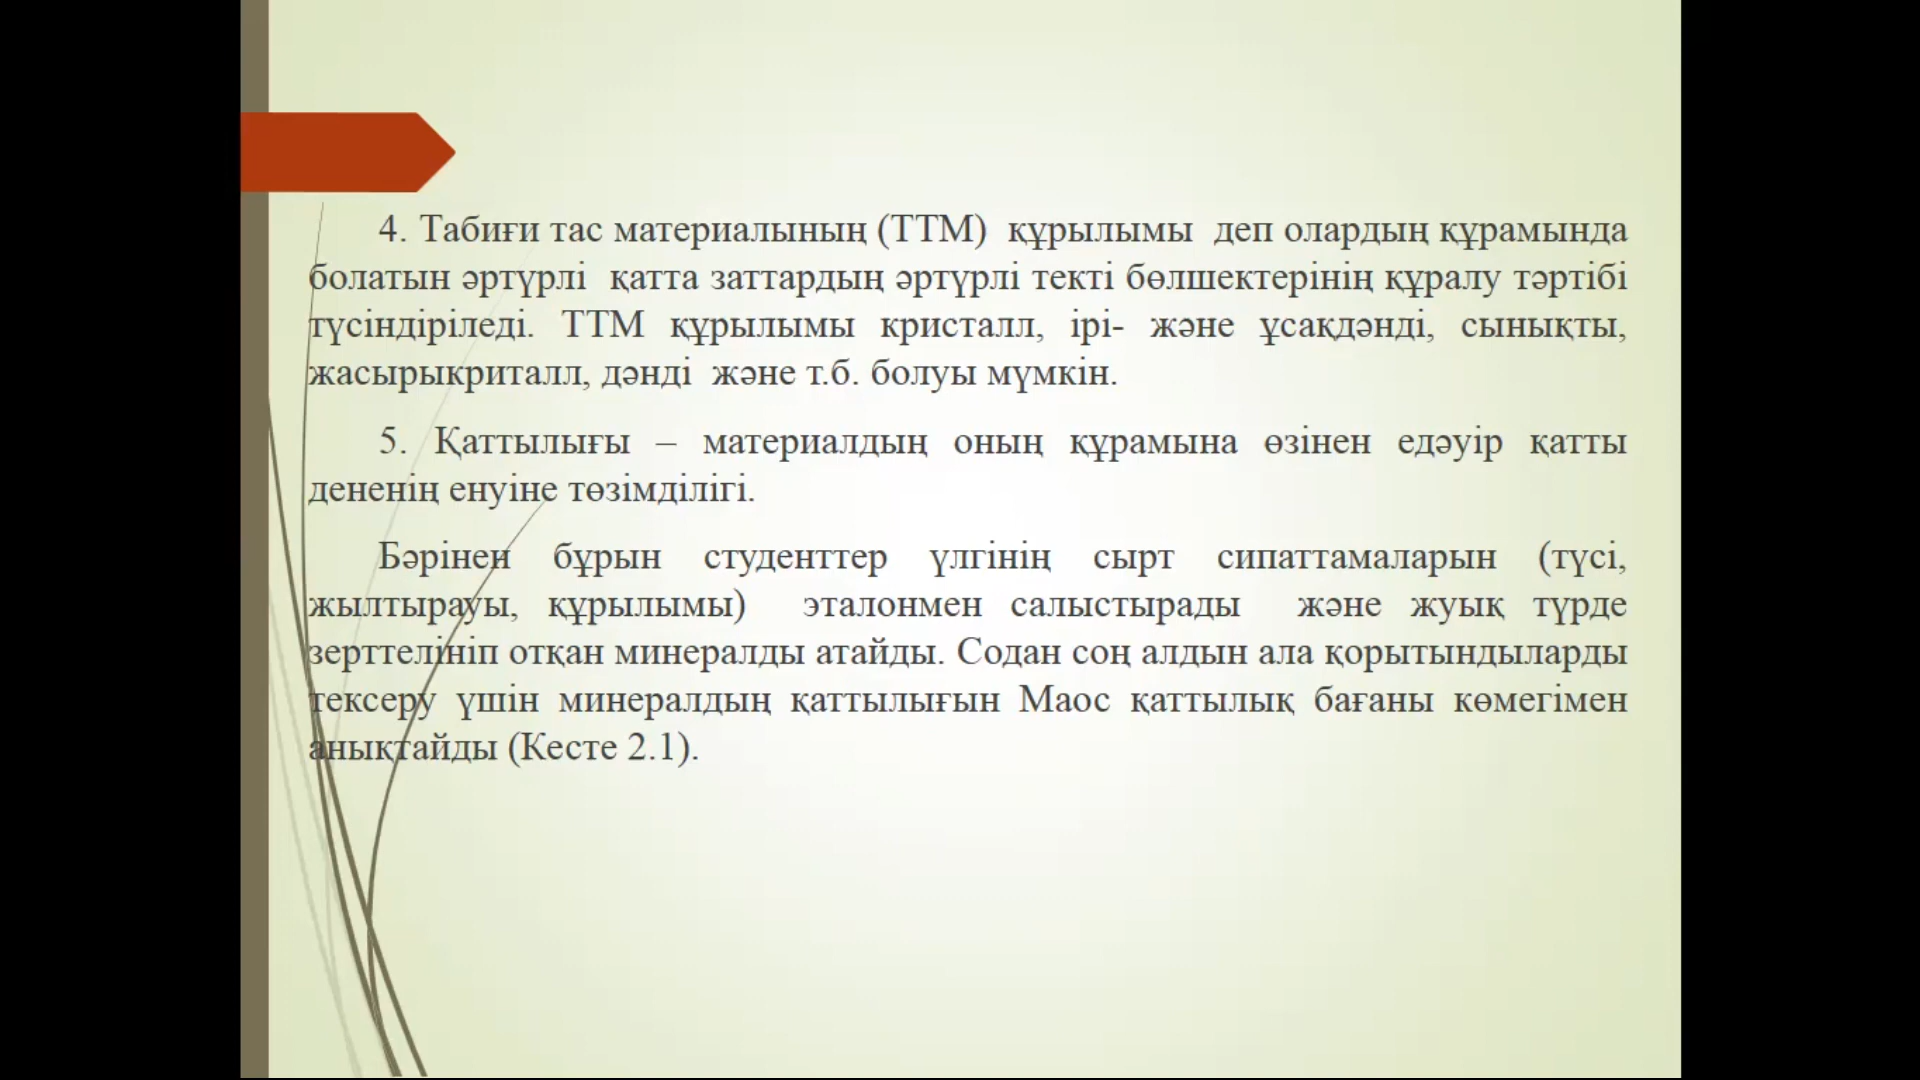 4. Табиғи тас материалының (ТТМ) құрылымы деп олардың құрамында
болатын әртүрлі қатта заттардың әртүрлі текті бөлшектерінің құралу тәртібі
түсіндіріледі. ТТМ құрылымы кристалл, ірі- және ұсақдәнді, сынықты,
жасырыкриталл, дәнді және т.б. болуы мүмкін.
5. Қаттылығы – материалдың оның құрамына өзінен едәуір қатты
дененің енуіне төзімділігі.
Бәрінен бұрын студенттер үлгінің сырт сипаттамаларын (түсі,
жылтырауы, құрылымы) эталонмен салыстырады және жуық түрде
зерттелініп отқан минералды атайды. Содан соң алдын ала қорытындыларды
тексеру үшін минералдың қаттылығын Маос қаттылық бағаны көмегімен
анықтайды (Кесте 2.1).